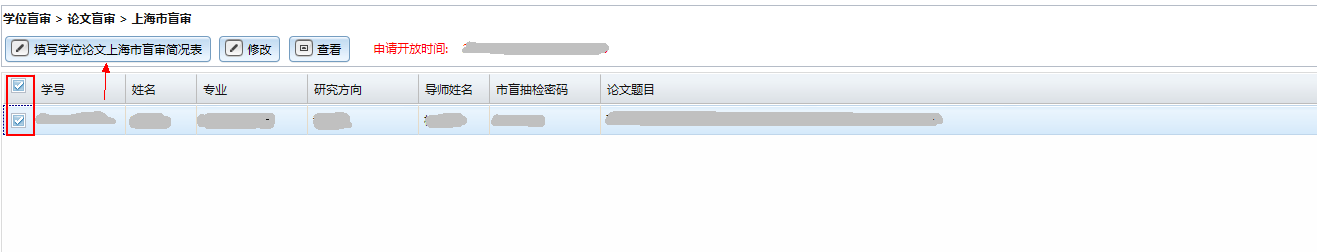 学位盲审 > 论文盲审 > 上海市盲审
填写学位论文上海市盲审简况表 修改 查看 申请开放时间:
学号 姓名 专业 研究方向 导师姓名 市盲抽检密码 论文题目